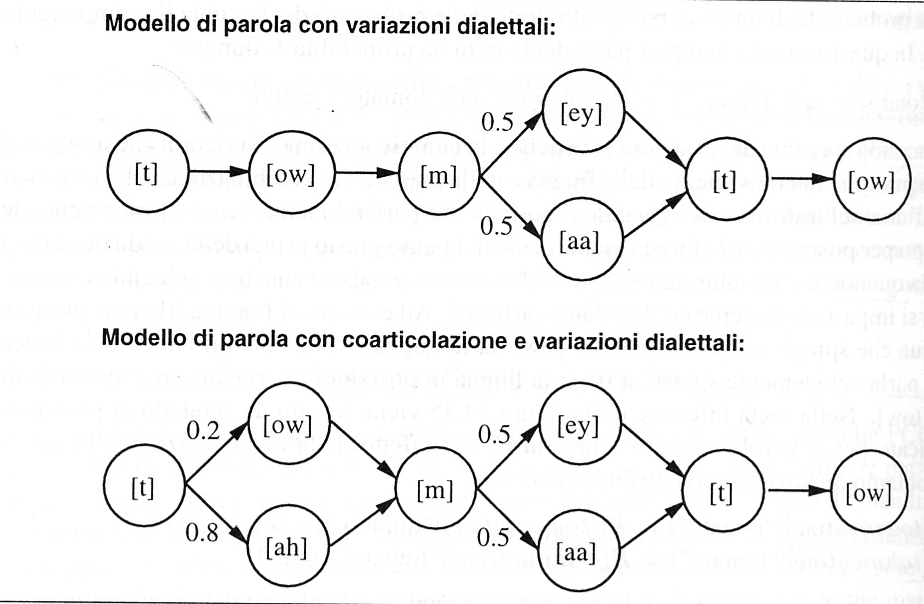 Modello di parola con variazioni dialettali:
[ey]
0.5
[t] [ow] [m] [t] [ow]
0.5
[aa]
Modello di parola con coarticolazione e variazioni dialettali:
[ow] [ey]
0.2 0.5
[t] [m] [t] [ow]
0.8 0.5
[ah] [aa]